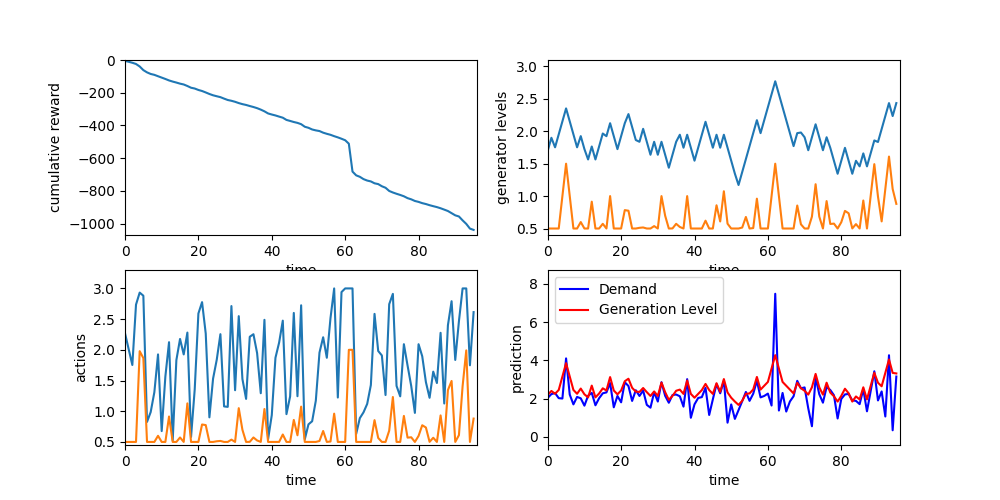 cumulative reward
0
−200
−400
−600
−800
−1000
0 20 40 60 80
time
generator levels
3.0
2.5
2.0
1.5
1.0
0.5
0 20 40 60 80
time
actions
3.0
2.5
2.0
1.5
1.0
0.5
0 20 40 60 80
time
prediction
8
6
4
2
0
Demand
Generation Level
0 20 40 60 80
time